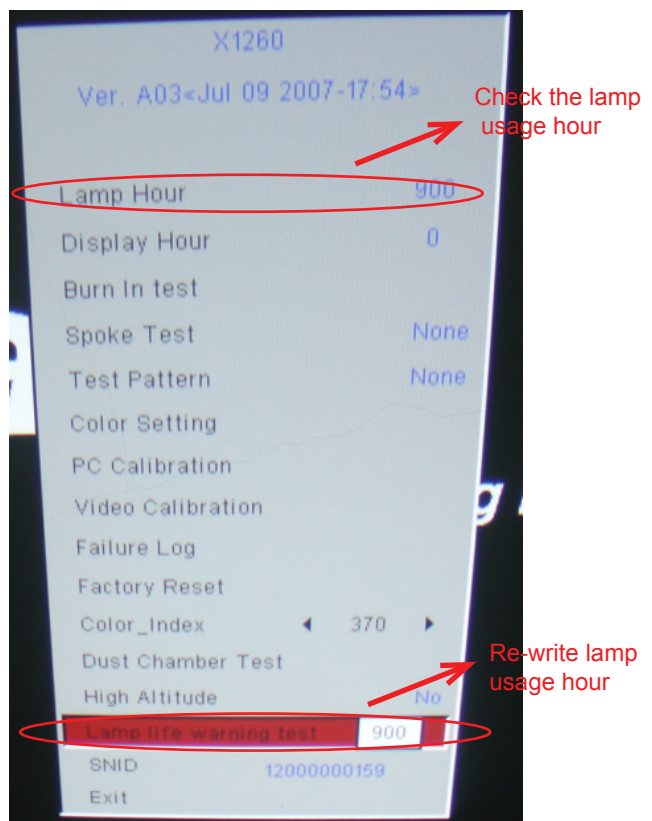 X1260
Ver. A03<Jul 09 2007-17:54>
Check the lamp
usage hour
Lamp Hour 900
Display Hour 0
Burn In test
Spoke Test None
Test Pattern None
Color Setting
PC Calibration
Video Calibration
g
Failure Log
Factory Reset
Color_Index ◄ 370 ►
Re-write lamp
usage hour
Dust Chamber Test
High Altitude No
Lamp life warning test 900
SNID 12000000159
Exit